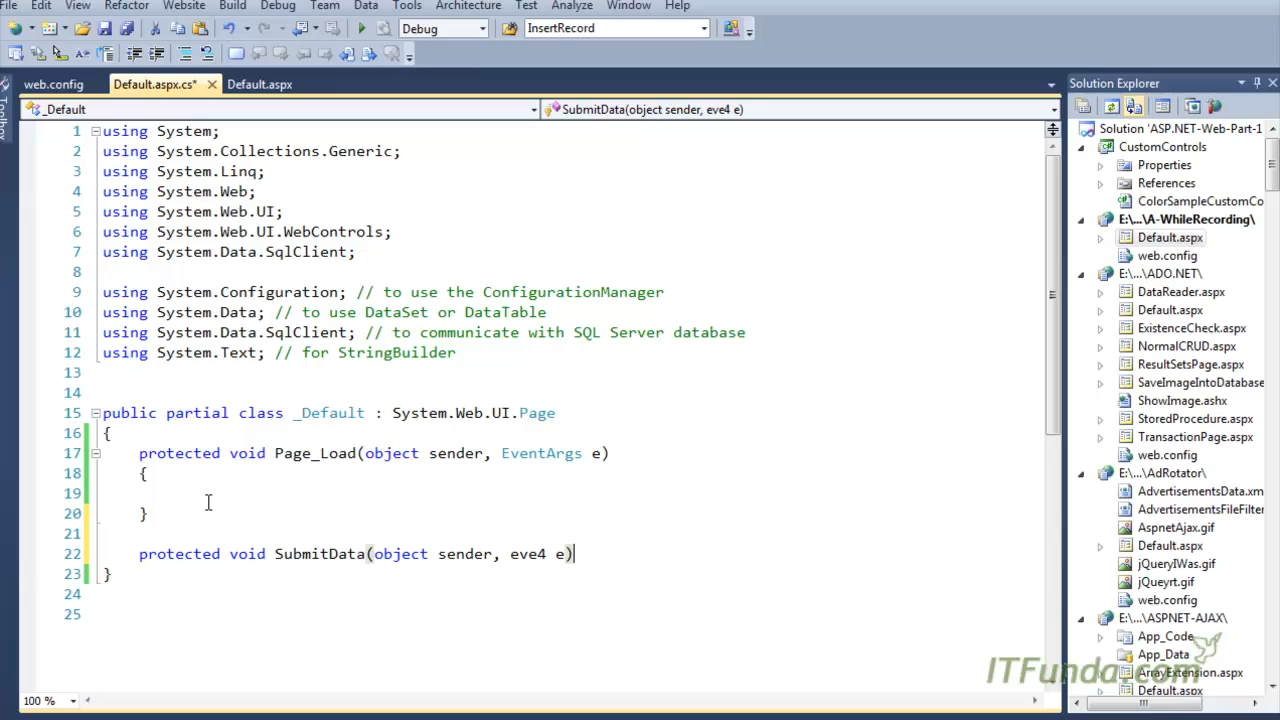 File Edit View Refactor Website Build Debug Team Data Tools Architecture Test Analyze Window Help
Debug InsertRecord
web.config Default.aspx.cs* Default.aspx
_Default SubmitData(object sender, eve4 e)
1 using System;
2 using System.Collections.Generic;
3 using System.Linq;
4 using System.Web;
5 using System.Web.UI;
6 using System.Web.UI.WebControls;
7 using System.Data.SqlClient;
8
9 using System.Configuration; // to use the ConfigurationManager
10 using System.Data; // to use DataSet or DataTable
11 using System.Data.SqlClient; // to communicate with SQL Server database
12 using System.Text; // for StringBuilder
13
14
15 public partial class _Default : System.Web.UI.Page
16 {
17 protected void Page_Load(object sender, EventArgs e)
18 {
19
20 }
21
22 protected void SubmitData(object sender, eve4 e)
23 }
24
25
100 %
Toolbox
Solution Explorer
Solution 'ASP.NET-Web-Part-1
CustomControls
Properties
References
ColorSampleCustomCo
E:\...\A-WhileRecording\
Default.aspx
web.config
E:\...\ADO.NET\
DataReader.aspx
Default.aspx
ExistenceCheck.aspx
NormalCRUD.aspx
ResultSetsPage.aspx
SaveImageIntoDatabase
ShowImage.ashx
StoredProcedure.aspx
TransactionPage.aspx
web.config
E:\...\AdRotator\
AdvertisementsData.xm
AdvertisementsFileFilter
AspnetAjax.gif
Default.aspx
jQueryIWas.gif
jQueyrt.gif
web.config
E:\...\ASPNET-AJAX\
App_Code
App_Data
ArrayExtension.aspx
Default.aspx
ITFunda.com